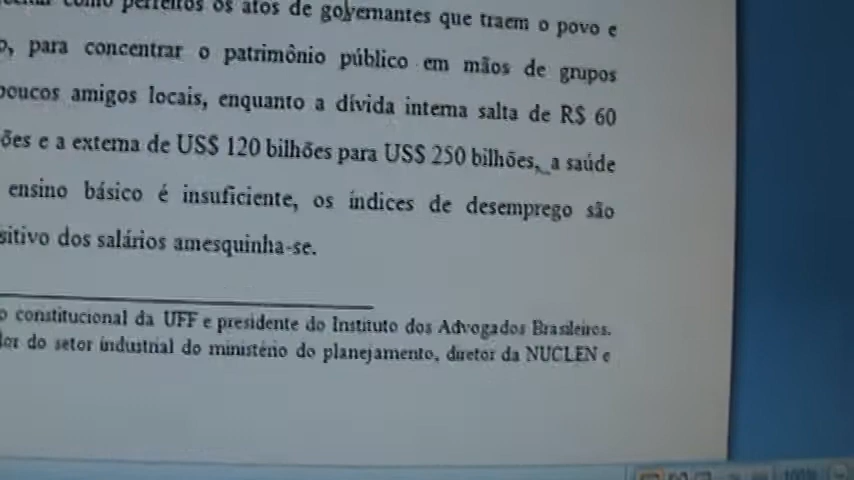 como perfeitos os atos de governantes que traem o povo e
o, para concentrar o patrimônio público em mãos de grupos
poucos amigos locais, enquanto a dívida interna salta de R$ 60
ões e a externa de US$ 120 bilhões para US$ 250 bilhões, a saúde
ensino básico é insuficiente, os índices de desemprego são
sitivo dos salários amesquinha-se.
o constitucional da UFF e presidente do Instituto dos Advogados Brasileiros.
dor do setor industrial do ministério do planejamento, diretor da NUCLEN e
100%